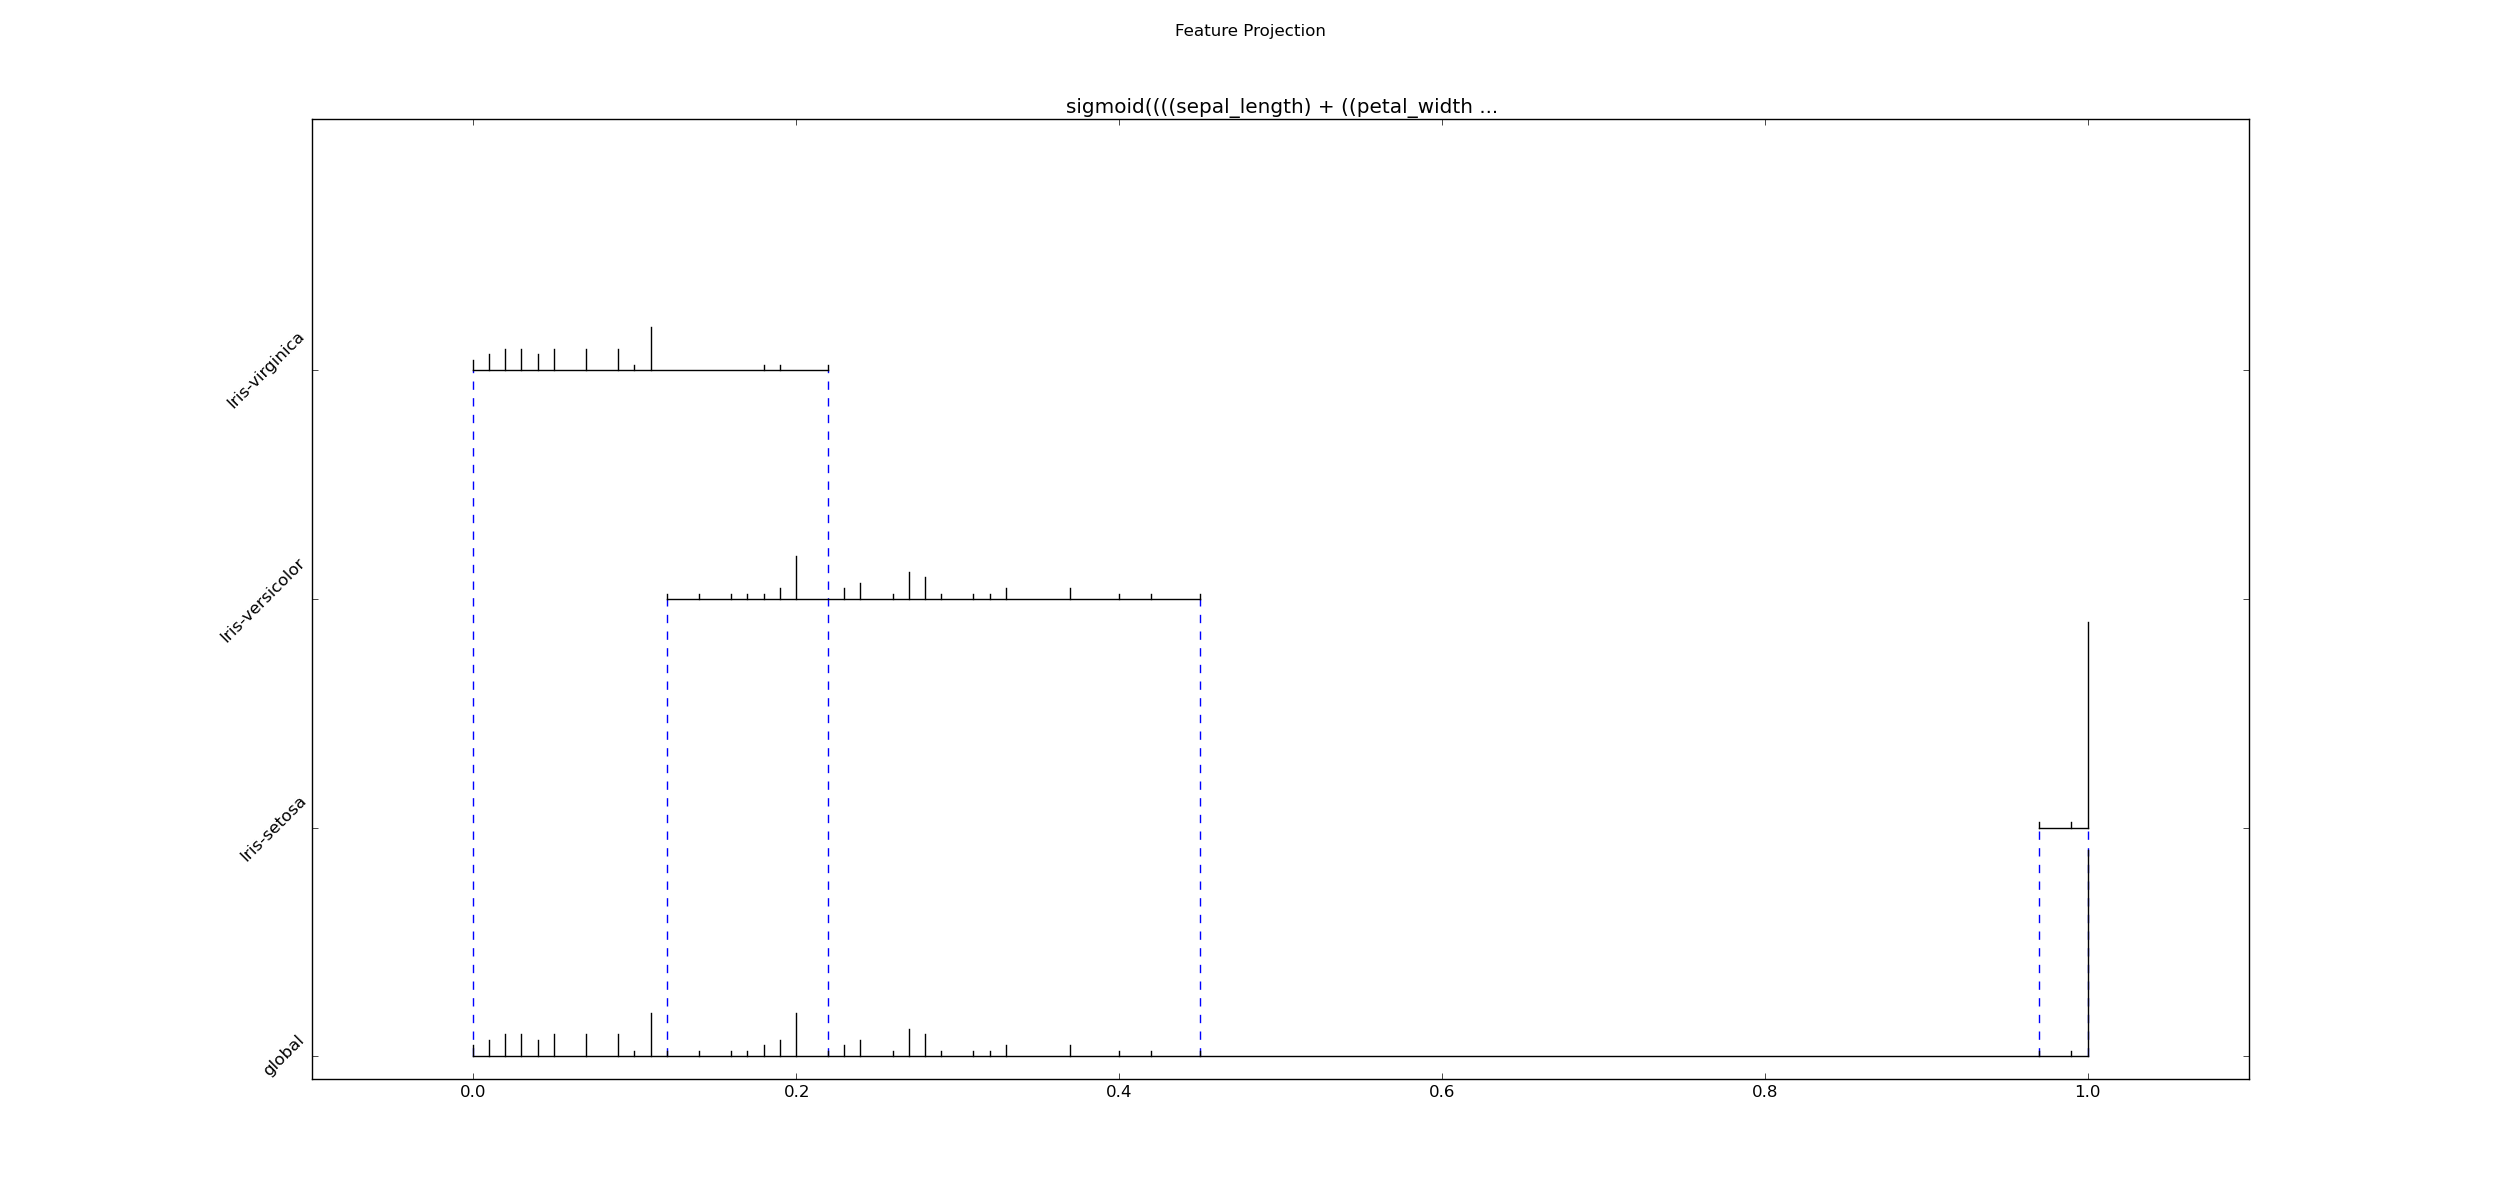 Feature Projection
sigmoid((((sepal_length) + ((petal_width ...
Iris-virginica
Iris-versicolor
Iris-setosa
global
0.0
0.2
0.4
0.6
0.8
1.0